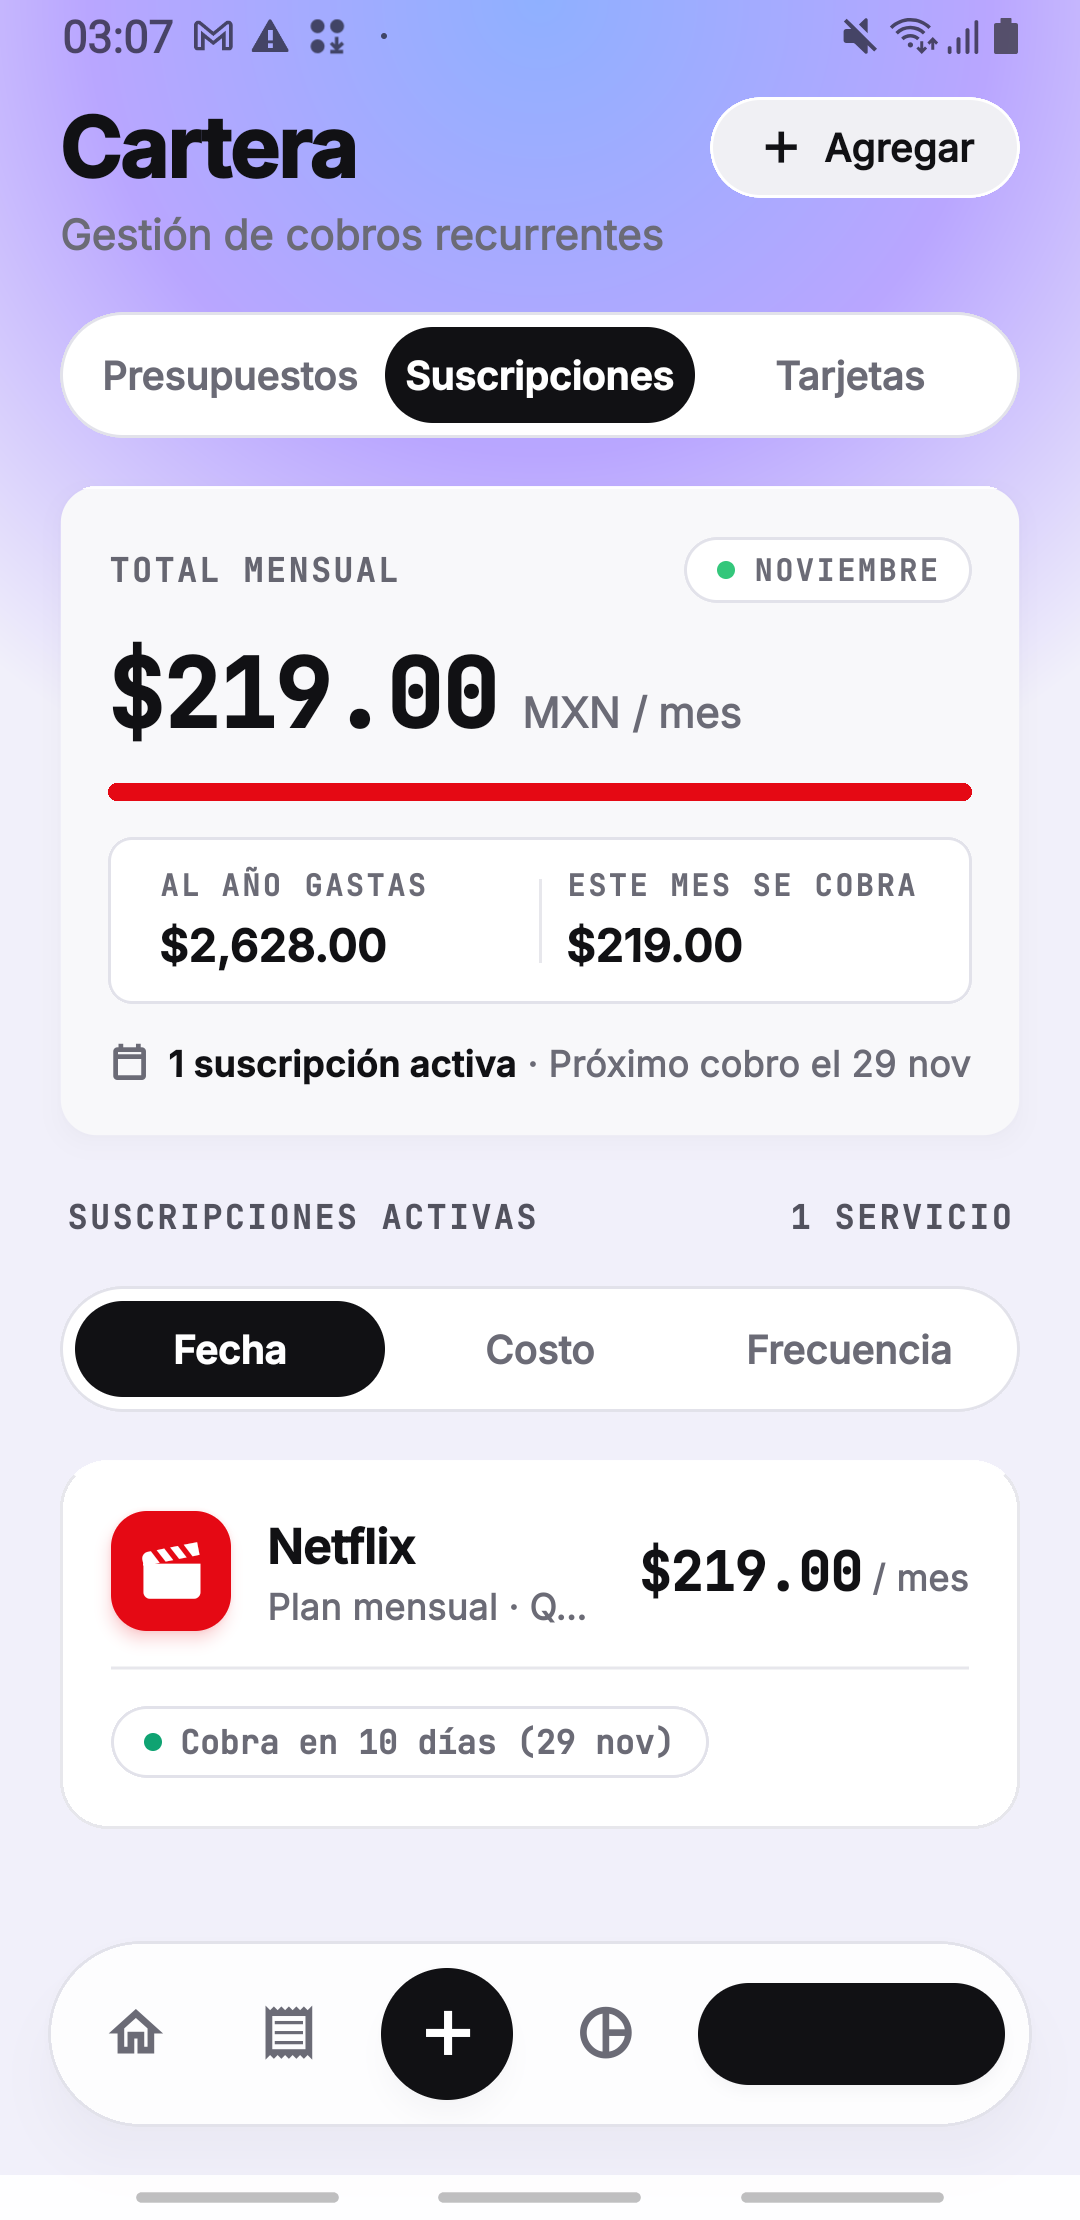 03:07
Cartera
+ Agregar
Gestión de cobros recurrentes
Presupuestos Suscripciones Tarjetas
TOTAL MENSUAL NOVIEMBRE
$219.00 MXN / mes
AL AÑO GASTAS ESTE MES SE COBRA
$2,628.00 $219.00
1 suscripción activa · Próximo cobro el 29 nov
SUSCRIPCIONES ACTIVAS 1 SERVICIO
Fecha Costo Frecuencia
Netflix
$219.00 / mes
Plan mensual · Q...
Cobra en 10 días (29 nov)